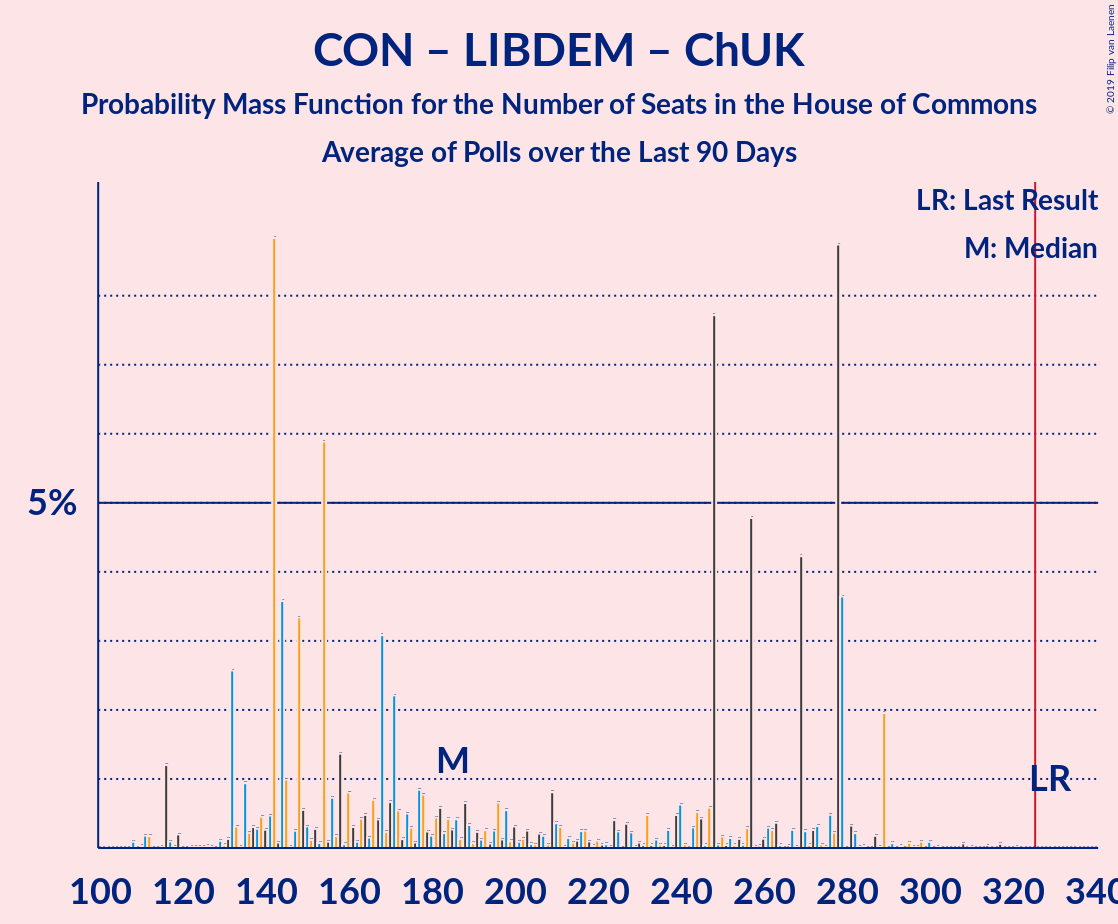 CON – LIBDEM – ChUK
Probability Mass Function for the Number of Seats in the House of Commons
Average of Polls over the Last 90 Days
© 2019 Filip van Laenen
LR: Last Result
M: Median
5%
M
LR
100 120 140 160 180 200 220 240 260 280 300 320 340